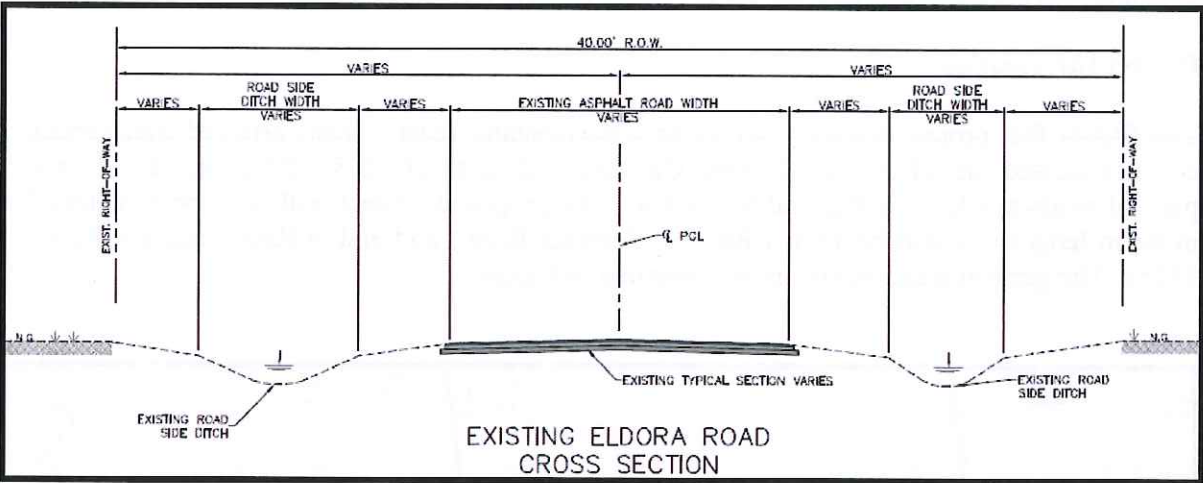 40.00' R.O.W.
VARIES
VARIES
VARIES
ROAD SIDE
DITCH WIDTH
VARIES
VARIES
EXISTING ASPHALT ROAD WIDTH
VARIES
VARIES
ROAD SIDE
DITCH WIDTH
VARIES
VARIES
EXIST. RIGHT-OF-WAY
℄ PGL
EXIST. RIGHT-OF-WAY
N.G.
N.G.
EXISTING TYPICAL SECTION VARIES
EXISTING ROAD
SIDE DITCH
EXISTING ROAD
SIDE DITCH
EXISTING ELDORA ROAD
CROSS SECTION